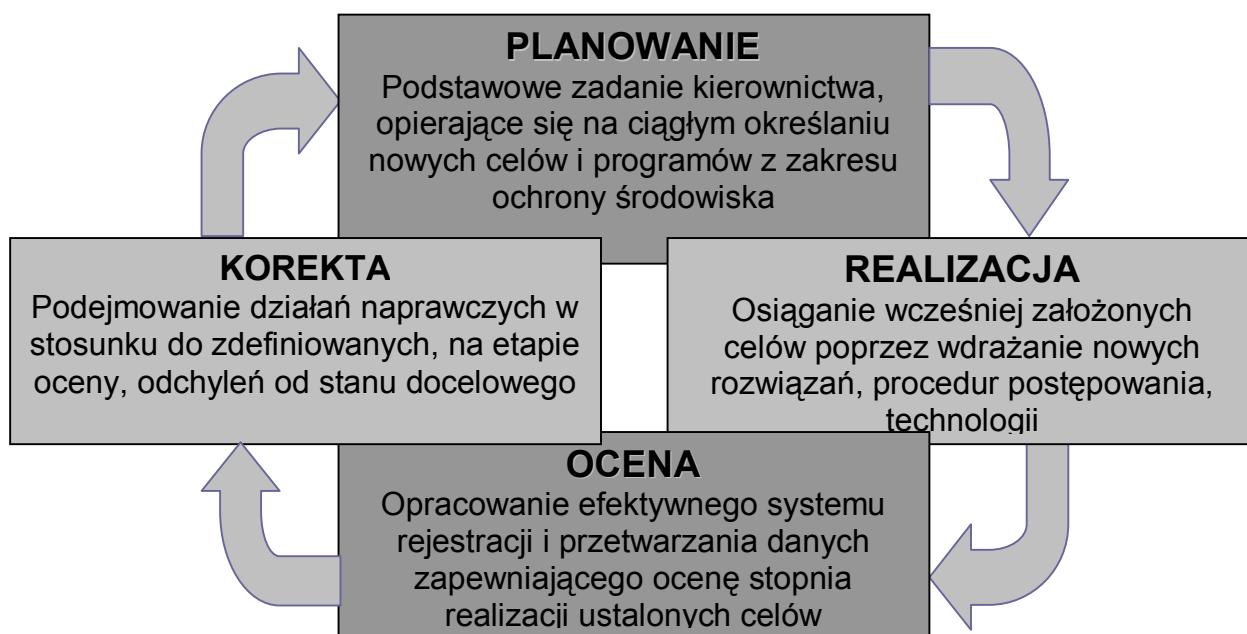 PLANOWANIE
Podstawowe zadanie kierownictwa,
opierające się na ciągłym określaniu
nowych celów i programów z zakresu
ochrony środowiska
KOREKTA
Podejmowanie działań naprawczych w
stosunku do zdefiniowanych, na etapie
oceny, odchyleń od stanu docelowego
REALIZACJA
Osiąganie wcześniej założonych
celów poprzez wdrażanie nowych
rozwiązań, procedur postępowania,
technologii
OCENA
Opracowanie efektywnego systemu
rejestracji i przetwarzania danych
zapewniającego ocenę stopnia
realizacji ustalonych celów